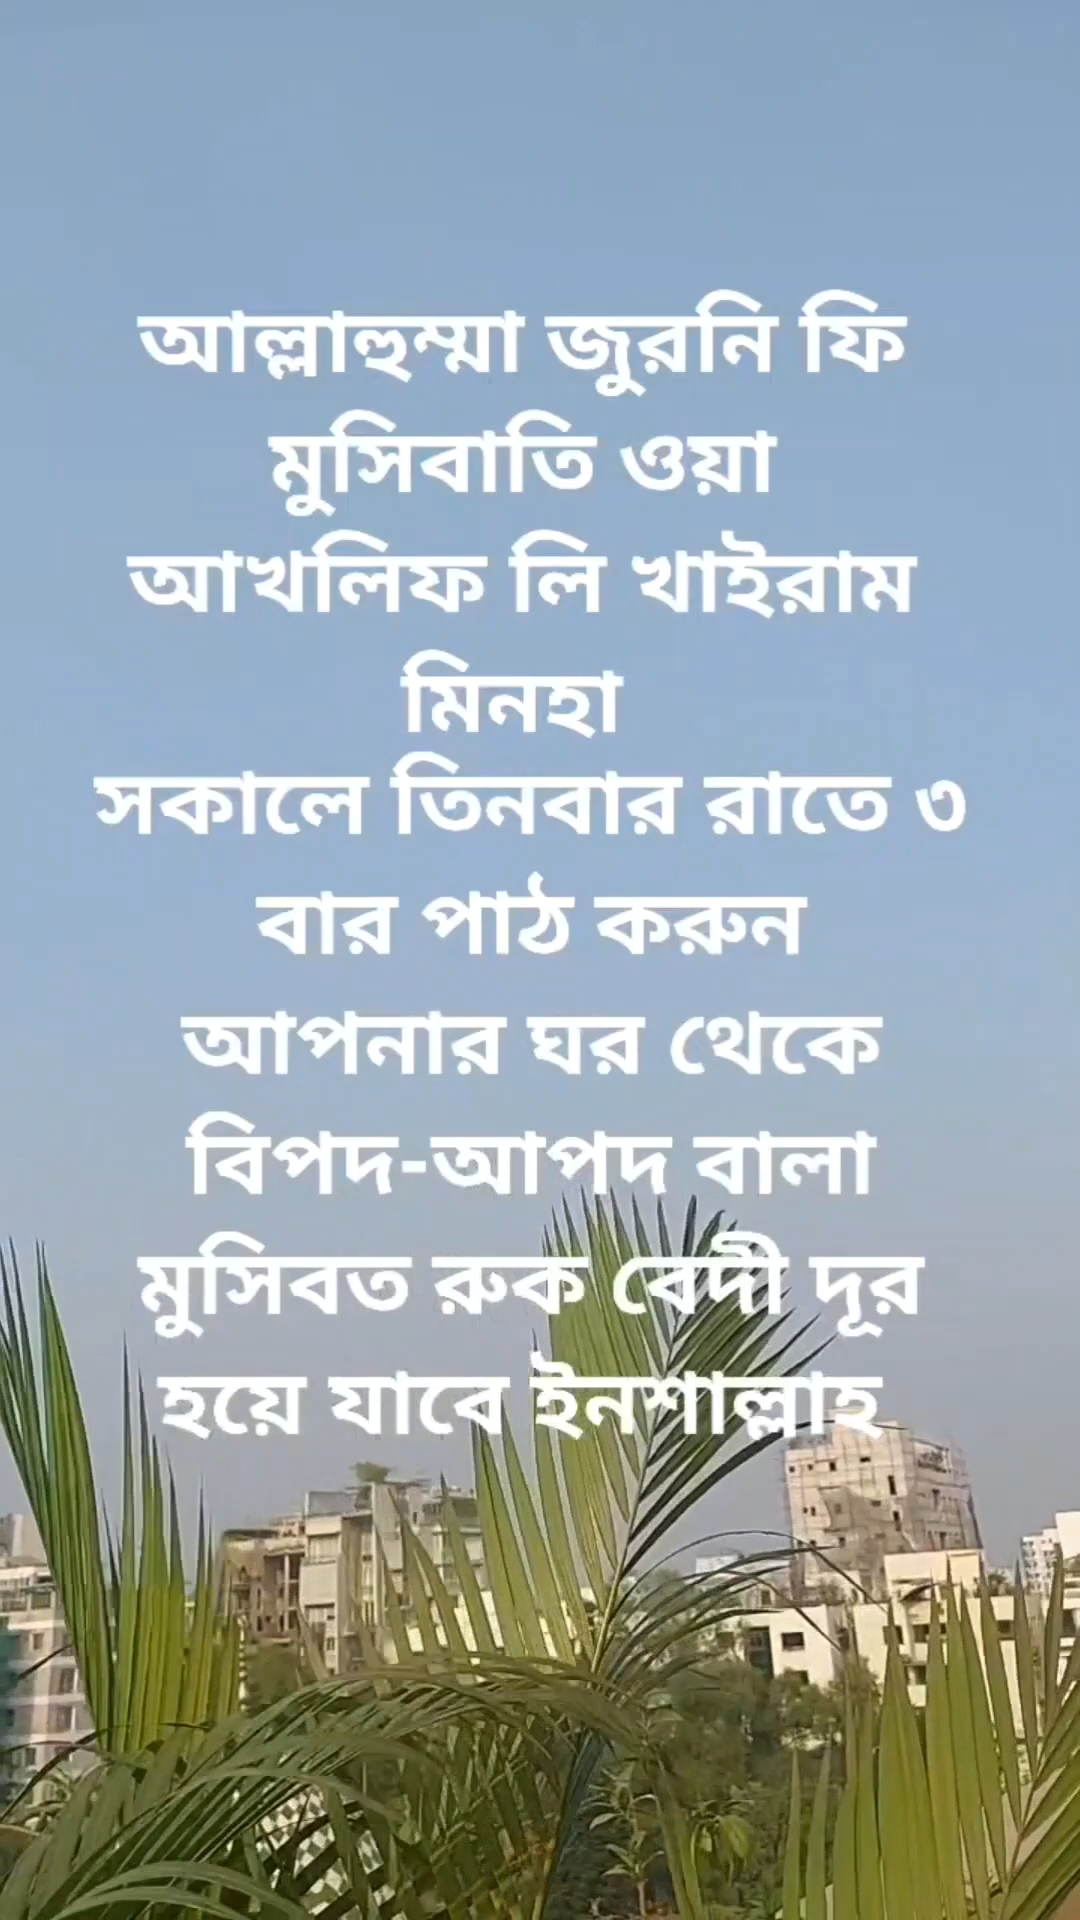 আল্লাহুম্মা জুরনি ফি
মুসিবাতি ওয়া
আখলিফ লি খাইরাম
মিনহা
সকালে তিনবার রাতে ৩
বার পাঠ করুন
আপনার ঘর থেকে
বিপদ-আপদ বালা
মুসিবত রুক বেদী দূর
হয়ে যাবে ইনশাল্লাহ